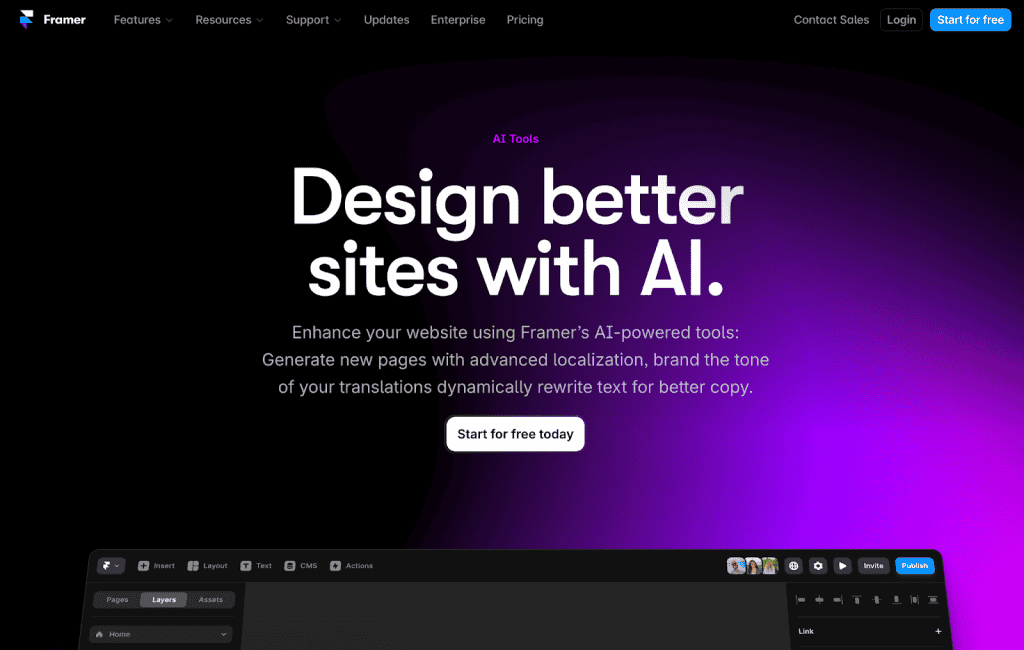 Framer
Features
Resources
Support
Updates
Enterprise
Pricing
Contact Sales
Login
Start for free
AI Tools
Design better
sites with AI.
Enhance your website using Framer’s AI-powered tools:
Generate new pages with advanced localization, brand the tone
of your translations dynamically rewrite text for better copy.
Start for free today
Insert
Layout
Text
CMS
Actions
Invite
Publish
Pages
Layers
Assets
Home
Link